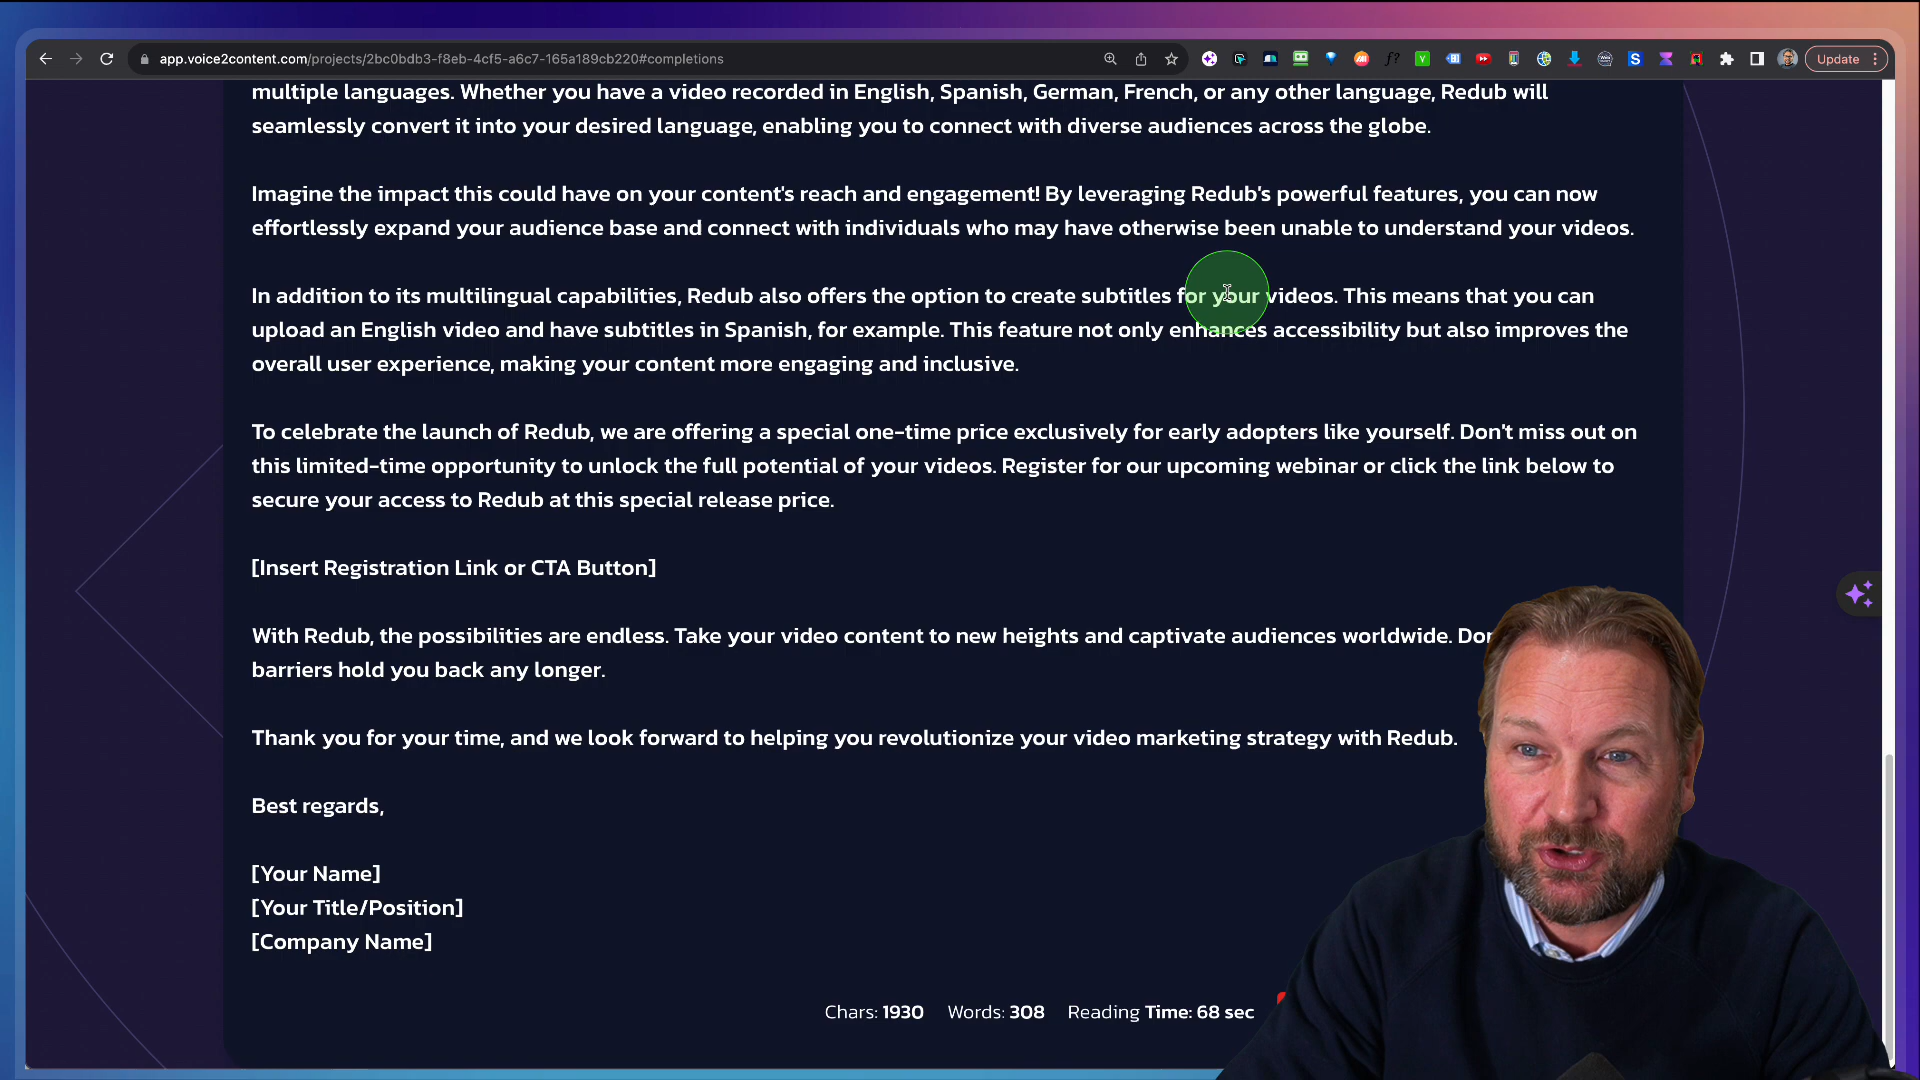 app.voice2content.com/projects/2bc0bdb3-f8eb-4cf5-a6c7-165a189cb220#completions
Update
multiple languages. Whether you have a video recorded in English, Spanish, German, French, or any other language, Redub will
seamlessly convert it into your desired language, enabling you to connect with diverse audiences across the globe.
Imagine the impact this could have on your content's reach and engagement! By leveraging Redub's powerful features, you can now
effortlessly expand your audience base and connect with individuals who may have otherwise been unable to understand your videos.
In addition to its multilingual capabilities, Redub also offers the option to create subtitles for your videos. This means that you can
upload an English video and have subtitles in Spanish, for example. This feature not only enhances accessibility but also improves the
overall user experience, making your content more engaging and inclusive.
To celebrate the launch of Redub, we are offering a special one-time price exclusively for early adopters like yourself. Don't miss out on
this limited-time opportunity to unlock the full potential of your videos. Register for our upcoming webinar or click the link below to
secure your access to Redub at this special release price.
[Insert Registration Link or CTA Button]
With Redub, the possibilities are endless. Take your video content to new heights and captivate audiences worldwide.
barriers hold you back any longer.
Thank you for your time, and we look forward to helping you revolutionize your video marketing strategy with Redub.
Best regards,
[Your Name]
[Your Title/Position]
[Company Name]
Chars: 1930 Words: 308 Reading Time: 68 sec